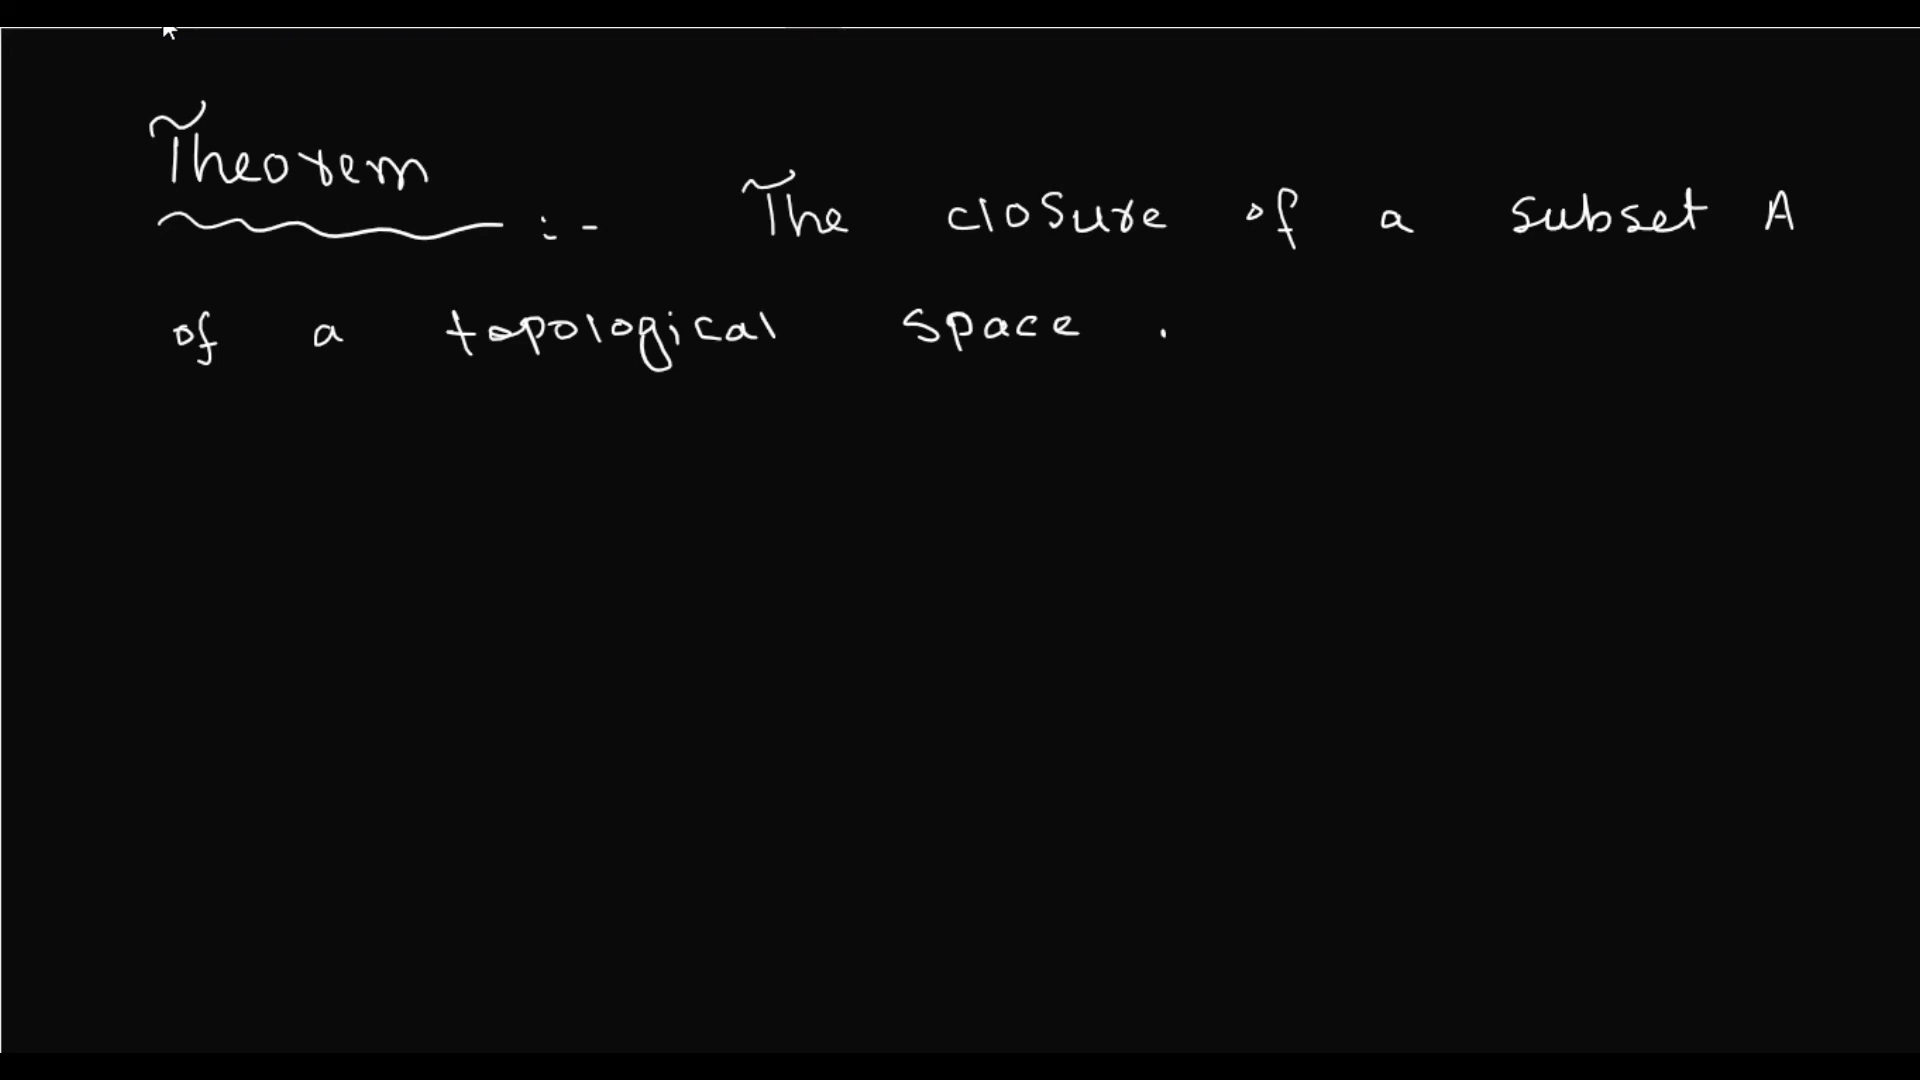 Theorem :- The closure of a subset A
of a topological space .